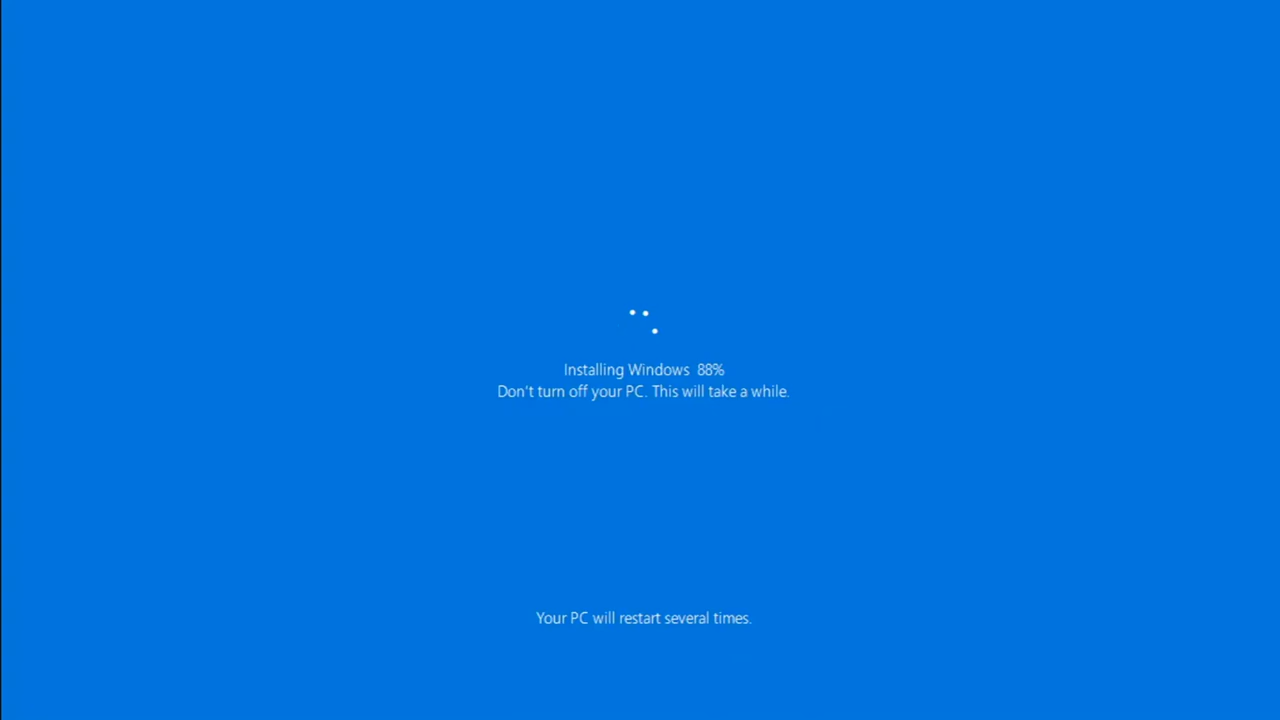 Installing Windows  88%
Don't turn off your PC. This will take a while.
Your PC will restart several times.